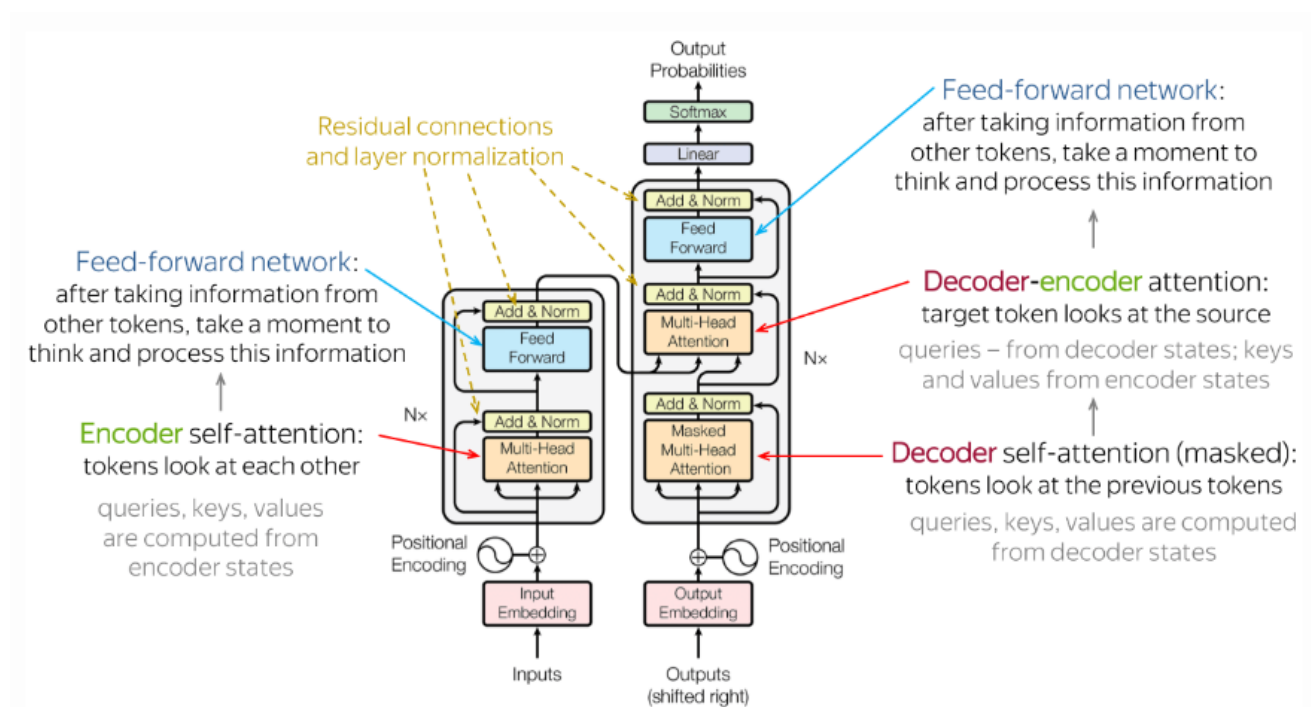 Output
Probabilities
Softmax
Linear
Add & Norm
Feed
Forward
Add & Norm
Multi-Head
Attention
Add & Norm
Masked
Multi-Head
Attention
Nx
Positional
Encoding
Output
Embedding
Outputs
(shifted right)
Residual connections
and layer normalization
Feed-forward network:
after taking information from
other tokens, take a moment to
think and process this information
Encoder self-attention:
tokens look at each other
queries, keys, values
are computed from
encoder states
Add & Norm
Feed
Forward
Nx
Add & Norm
Multi-Head
Attention
Positional
Encoding
Input
Embedding
Inputs
Feed-forward network:
after taking information from
other tokens, take a moment to
think and process this information
Decoder-encoder attention:
target token looks at the source
queries – from decoder states; keys
and values from encoder states
Decoder self-attention (masked):
tokens look at the previous tokens
queries, keys, values are computed
from decoder states